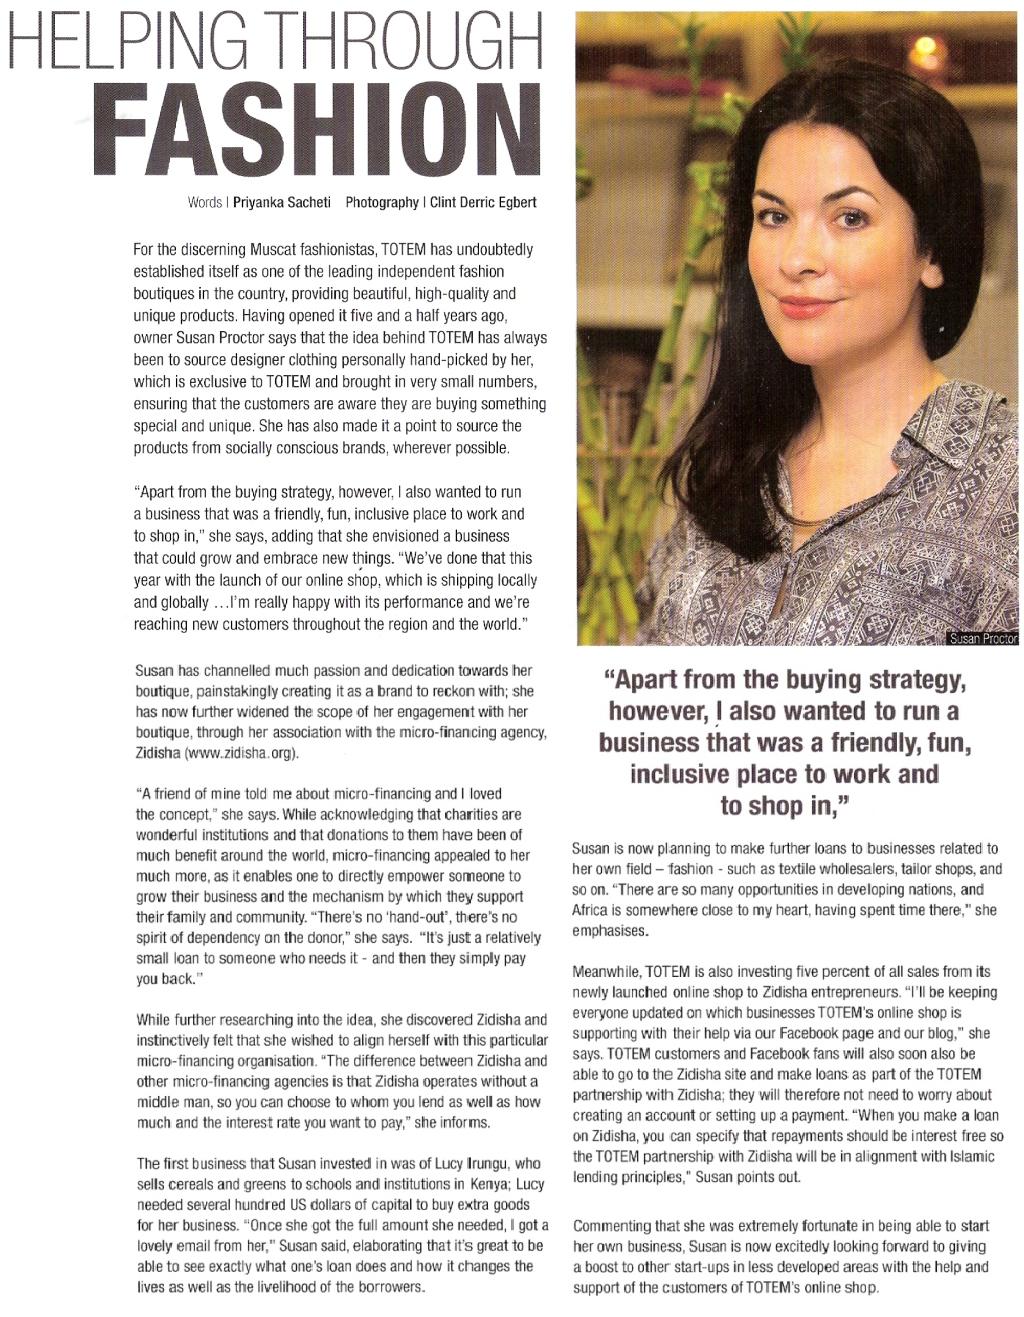 HELPING THROUGH
FASHION
Words | Priyanka Sacheti Photography | Clint Derric Egbert
For the discerning Muscat fashionistas, TOTEM has undoubtedly
established itself as one of the leading independent fashion
boutiques in the country, providing beautiful, high-quality and
unique products. Having opened it five and a half years ago,
owner Susan Proctor says that the idea behind TOTEM has always
been to source designer clothing personally hand-picked by her,
which is exclusive to TOTEM and brought in very small numbers,
ensuring that the customers are aware they are buying something
special and unique. She has also made it a point to source the
products from socially conscious brands, wherever possible.
“Apart from the buying strategy, however, I also wanted to run
a business that was a friendly, fun, inclusive place to work and
to shop in,” she says, adding that she envisioned a business
that could grow and embrace new things. “We’ve done that this
year with the launch of our online shop, which is shipping locally
and globally ...I’m really happy with its performance and we’re
reaching new customers throughout the region and the world.”
Susan has channelled much passion and dedication towards her
boutique, painstakingly creating it as a brand to reckon with; she
has now further widened the scope of her engagement with her
boutique, through her association with the micro-financing agency,
Zidisha (www.zidisha.org).
“A friend of mine told me about micro-financing and I loved
the concept,” she says. While acknowledging that charities are
wonderful institutions and that donations to them have been of
much benefit around the world, micro-financing appealed to her
much more, as it enables one to directly empower someone to
grow their business and the mechanism by which they support
their family and community. “There’s no ‘hand-out’, there’s no
spirit of dependency on the donor,” she says. “It’s just a relatively
small loan to someone who needs it - and then they simply pay
you back.”
While further researching into the idea, she discovered Zidisha and
instinctively felt that she wished to align herself with this particular
micro-financing organisation. “The difference between Zidisha and
other micro-financing agencies is that Zidisha operates without a
middle man, so you can choose to whom you lend as well as how
much and the interest rate you want to pay,” she informs.
The first business that Susan invested in was of Lucy Irungu, who
sells cereals and greens to schools and institutions in Kenya; Lucy
needed several hundred US dollars of capital to buy extra goods
for her business. “Once she got the full amount she needed, I got a
lovely email from her,” Susan said, elaborating that it’s great to be
able to see exactly what one’s loan does and how it changes the
lives as well as the livelihood of the borrowers.
Susan Proctor
“Apart from the buying strategy,
however, I also wanted to run a
business that was a friendly, fun,
inclusive place to work and
to shop in,”
Susan is now planning to make further loans to businesses related to
her own field – fashion - such as textile wholesalers, tailor shops, and
so on. “There are so many opportunities in developing nations, and
Africa is somewhere close to my heart, having spent time there,” she
emphasises.
Meanwhile, TOTEM is also investing five percent of all sales from its
newly launched online shop to Zidisha entrepreneurs. “I’ll be keeping
everyone updated on which businesses TOTEM’s online shop is
supporting with their help via our Facebook page and our blog,” she
says. TOTEM customers and Facebook fans will also soon also be
able to go to the Zidisha site and make loans as part of the TOTEM
partnership with Zidisha; they will therefore not need to worry about
creating an account or setting up a payment. “When you make a loan
on Zidisha, you can specify that repayments should be interest free so
the TOTEM partnership with Zidisha will be in alignment with Islamic
lending principles,” Susan points out.
Commenting that she was extremely fortunate in being able to start
her own business, Susan is now excitedly looking forward to giving
a boost to other start-ups in less developed areas with the help and
support of the customers of TOTEM’s online shop.